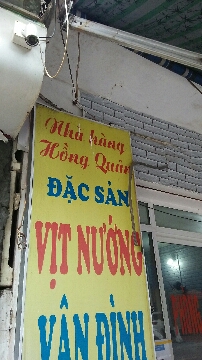 Nhà hàng
Hồng Quân
ĐẶC SẢN
VỊT NƯỚNG
VÂN ĐÌNH